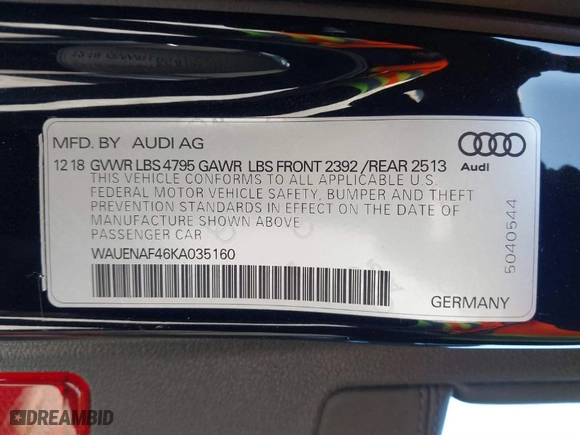 MFD. BY AUDI AG
12 18 GVWR LBS 4795 GAWR LBS FRONT 2392 /REAR 2513
THIS VEHICLE CONFORMS TO ALL APPLICABLE U.S.
FEDERAL MOTOR VEHICLE SAFETY, BUMPER AND THEFT
PREVENTION STANDARDS IN EFFECT ON THE DATE OF
MANUFACTURE SHOWN ABOVE
PASSENGER CAR
WAUENAF46KA035160
Audi
5040544
GERMANY
DREAMBID